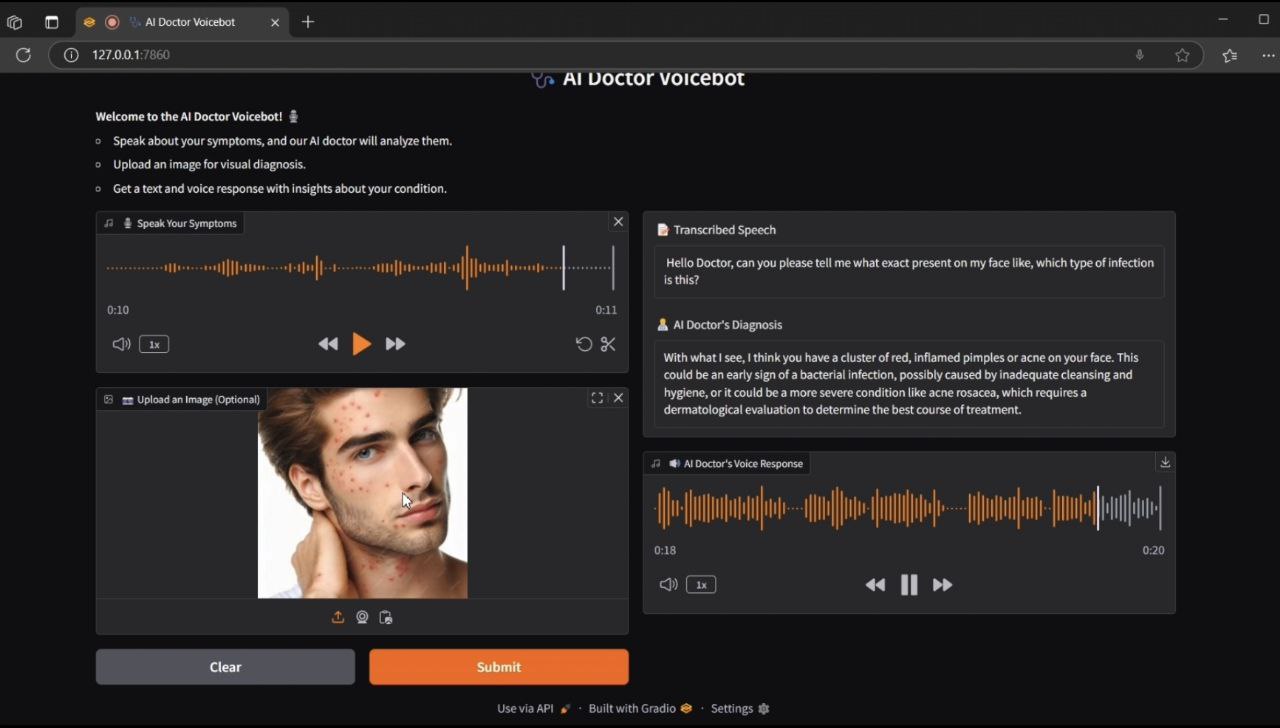 AI Doctor Voicebot
127.0.0.1:7860
AI Doctor Voicebot
Welcome to the AI Doctor Voicebot!
Speak about your symptoms, and our AI doctor will analyze them.
Upload an image for visual diagnosis.
Get a text and voice response with insights about your condition.
Speak Your Symptoms
0:10
0:11
1x
Upload an Image (Optional)
Clear
Submit
Transcribed Speech
Hello Doctor, can you please tell me what exact present on my face like, which type of infection
is this?
AI Doctor's Diagnosis
With what I see, I think you have a cluster of red, inflamed pimples or acne on your face. This
could be an early sign of a bacterial infection, possibly caused by inadequate cleansing and
hygiene, or it could be a more severe condition like acne rosacea, which requires a
dermatological evaluation to determine the best course of treatment.
AI Doctor's Voice Response
0:18
0:20
1x
Use via API · Built with Gradio · Settings